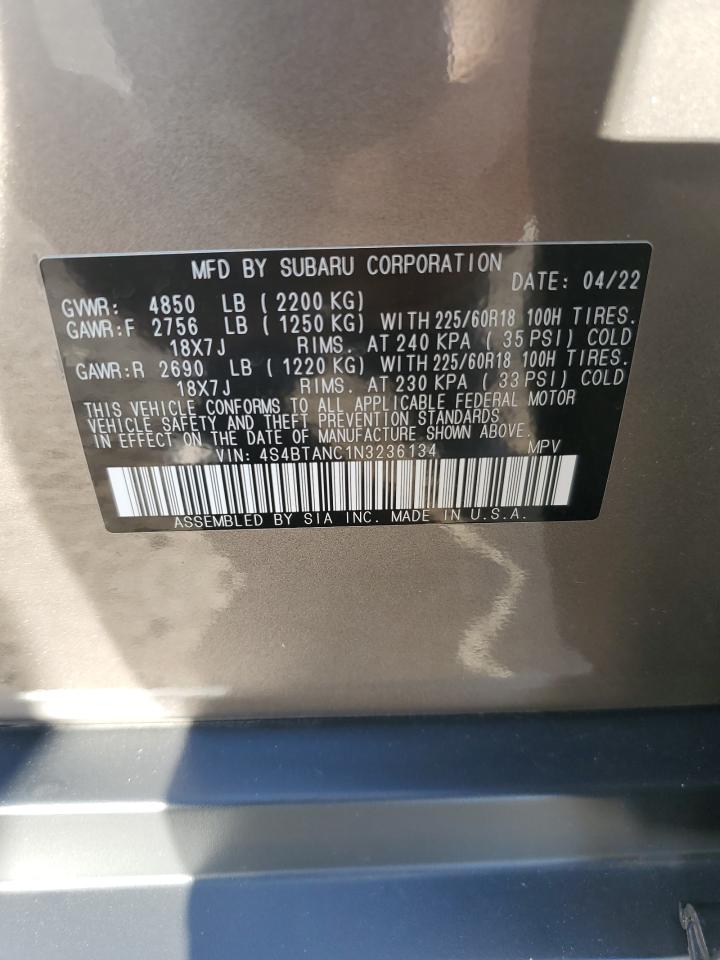 MFD BY SUBARU CORPORATION DATE: 04/22
GVWR: 4850 LB ( 2200 KG)
GAWR:F 2756 LB ( 1250 KG) WITH 225/60R18 100H TIRES.
18X7J RIMS. AT 240 KPA ( 35 PSI) COLD
GAWR:R 2690 LB ( 1220 KG) WITH 225/60R18 100H TIRES.
18X7J RIMS. AT 230 KPA ( 33 PSI) COLD
THIS VEHICLE CONFORMS TO ALL APPLICABLE FEDERAL MOTOR
VEHICLE SAFETY AND THEFT PREVENTION STANDARDS
IN EFFECT ON THE DATE OF MANUFACTURE SHOWN ABOVE.
VIN: 4S4BTANC1N3236134 MPV
ASSEMBLED BY SIA INC. MADE IN U.S.A.